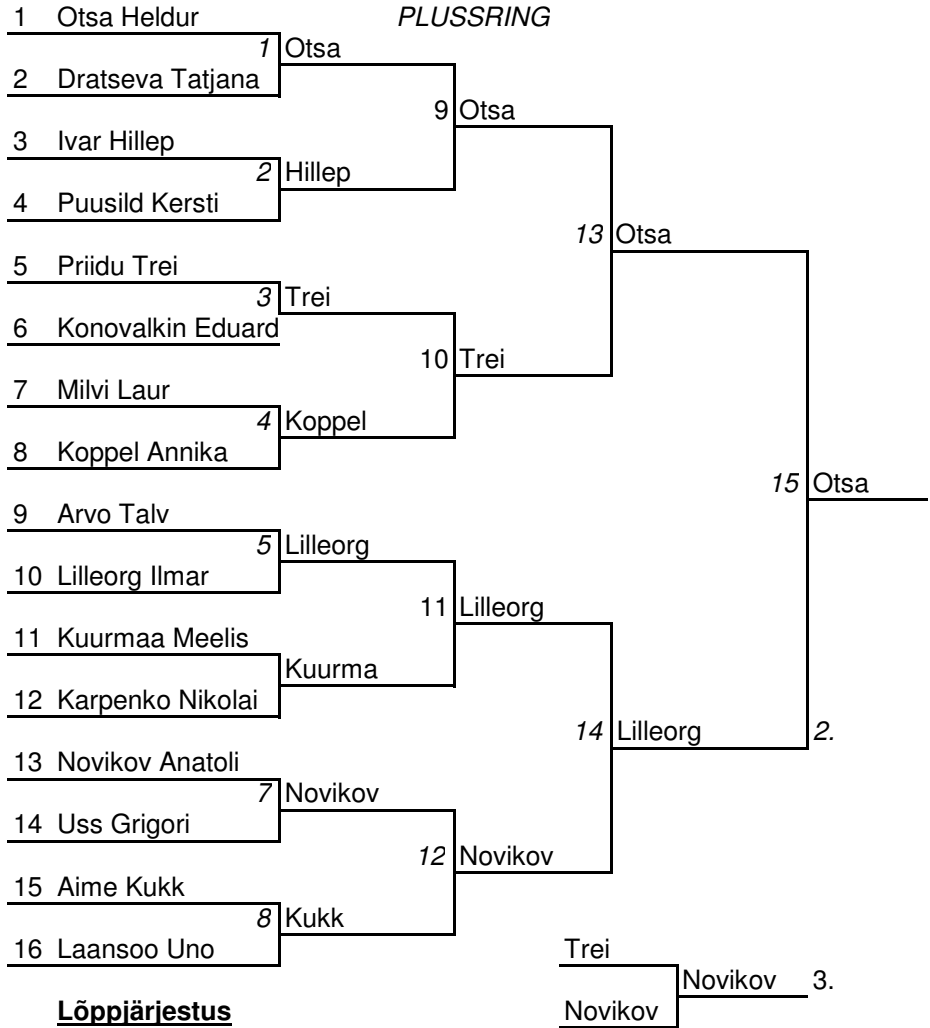 1 Otsa Heldur PLUSSRING
1 Otsa
2 Dratseva Tatjana
9 Otsa
3 Ivar Hillep
2 Hillep
4 Puusild Kersti
13 Otsa
5 Priidu Trei
3 Trei
6 Konovalkin Eduard
10 Trei
7 Milvi Laur
4 Koppel
8 Koppel Annika
15 Otsa
9 Arvo Talv
5 Lilleorg
10 Lilleorg Ilmar
11 Lilleorg
11 Kuurmaa Meelis
Kuurma
12 Karpenko Nikolai
14 Lilleorg 2.
13 Novikov Anatoli
7 Novikov
14 Uss Grigori
12 Novikov
15 Aime Kukk
8 Kukk
16 Laansoo Uno Trei
Novikov 3.
Lõppjärjestus Novikov